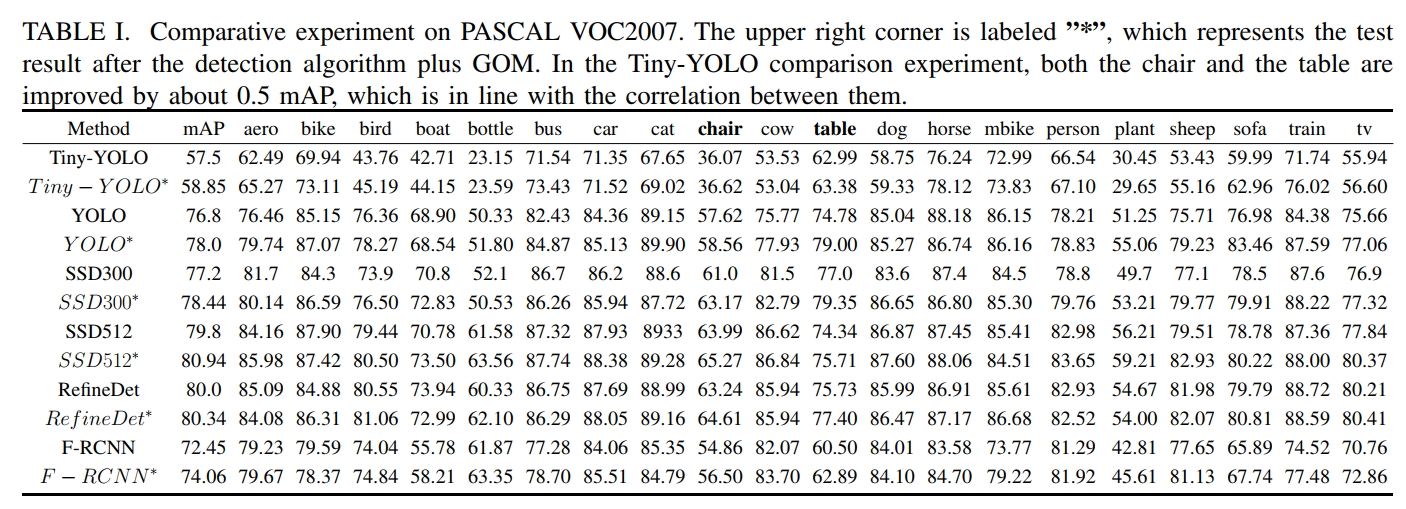 TABLE I. Comparative experiment on PASCAL VOC2007. The upper right corner is labeled ”*”, which represents the test
result after the detection algorithm plus GOM. In the Tiny-YOLO comparison experiment, both the chair and the table are
improved by about 0.5 mAP, which is in line with the correlation between them.
Method mAP aero bike bird boat bottle bus car cat chair cow table dog horse mbike person plant sheep sofa train tv
Tiny-YOLO 57.5 62.49 69.94 43.76 42.71 23.15 71.54 71.35 67.65 36.07 53.53 62.99 58.75 76.24 72.99 66.54 30.45 53.43 59.99 71.74 55.94
Tiny − YOLO* 58.85 65.27 73.11 45.19 44.15 23.59 73.43 71.52 69.02 36.62 53.04 63.38 59.33 78.12 73.83 67.10 29.65 55.16 62.96 76.02 56.60
YOLO 76.8 76.46 85.15 76.36 68.90 50.33 82.43 84.36 89.15 57.62 75.77 74.78 85.04 88.18 86.15 78.21 51.25 75.71 76.98 84.38 75.66
YOLO* 78.0 79.74 87.07 78.27 68.54 51.80 84.87 85.13 89.90 58.56 77.93 79.00 85.27 86.74 86.16 78.83 55.06 79.23 83.46 87.59 77.06
SSD300 77.2 81.7 84.3 73.9 70.8 52.1 86.7 86.2 88.6 61.0 81.5 77.0 83.6 87.4 84.5 78.8 49.7 77.1 78.5 87.6 76.9
SSD300* 78.44 80.14 86.59 76.50 72.83 50.53 86.26 85.94 87.72 63.17 82.79 79.35 86.65 86.80 85.30 79.76 53.21 79.77 79.91 88.22 77.32
SSD512 79.8 84.16 87.90 79.44 70.78 61.58 87.32 87.93 8933 63.99 86.62 74.34 86.87 87.45 85.41 82.98 56.21 79.51 78.78 87.36 77.84
SSD512* 80.94 85.98 87.42 80.50 73.50 63.56 87.74 88.38 89.28 65.27 86.84 75.71 87.60 88.06 84.51 83.65 59.21 82.93 80.22 88.00 80.37
RefineDet 80.0 85.09 84.88 80.55 73.94 60.33 86.75 87.69 88.99 63.24 85.94 75.73 85.99 86.91 85.61 82.93 54.67 81.98 79.79 88.72 80.21
RefineDet* 80.34 84.08 86.31 81.06 72.99 62.10 86.29 88.05 89.16 64.61 85.94 77.40 86.47 87.17 86.68 82.52 54.00 82.07 80.81 88.59 80.41
F-RCNN 72.45 79.23 79.59 74.04 55.78 61.87 77.28 84.06 85.35 54.86 82.07 60.50 84.01 83.58 73.77 81.29 42.81 77.65 65.89 74.52 70.76
F − RCNN* 74.06 79.67 78.37 74.84 58.21 63.35 78.70 85.51 84.79 56.50 83.70 62.89 84.10 84.70 79.22 81.92 45.61 81.13 67.74 77.48 72.86